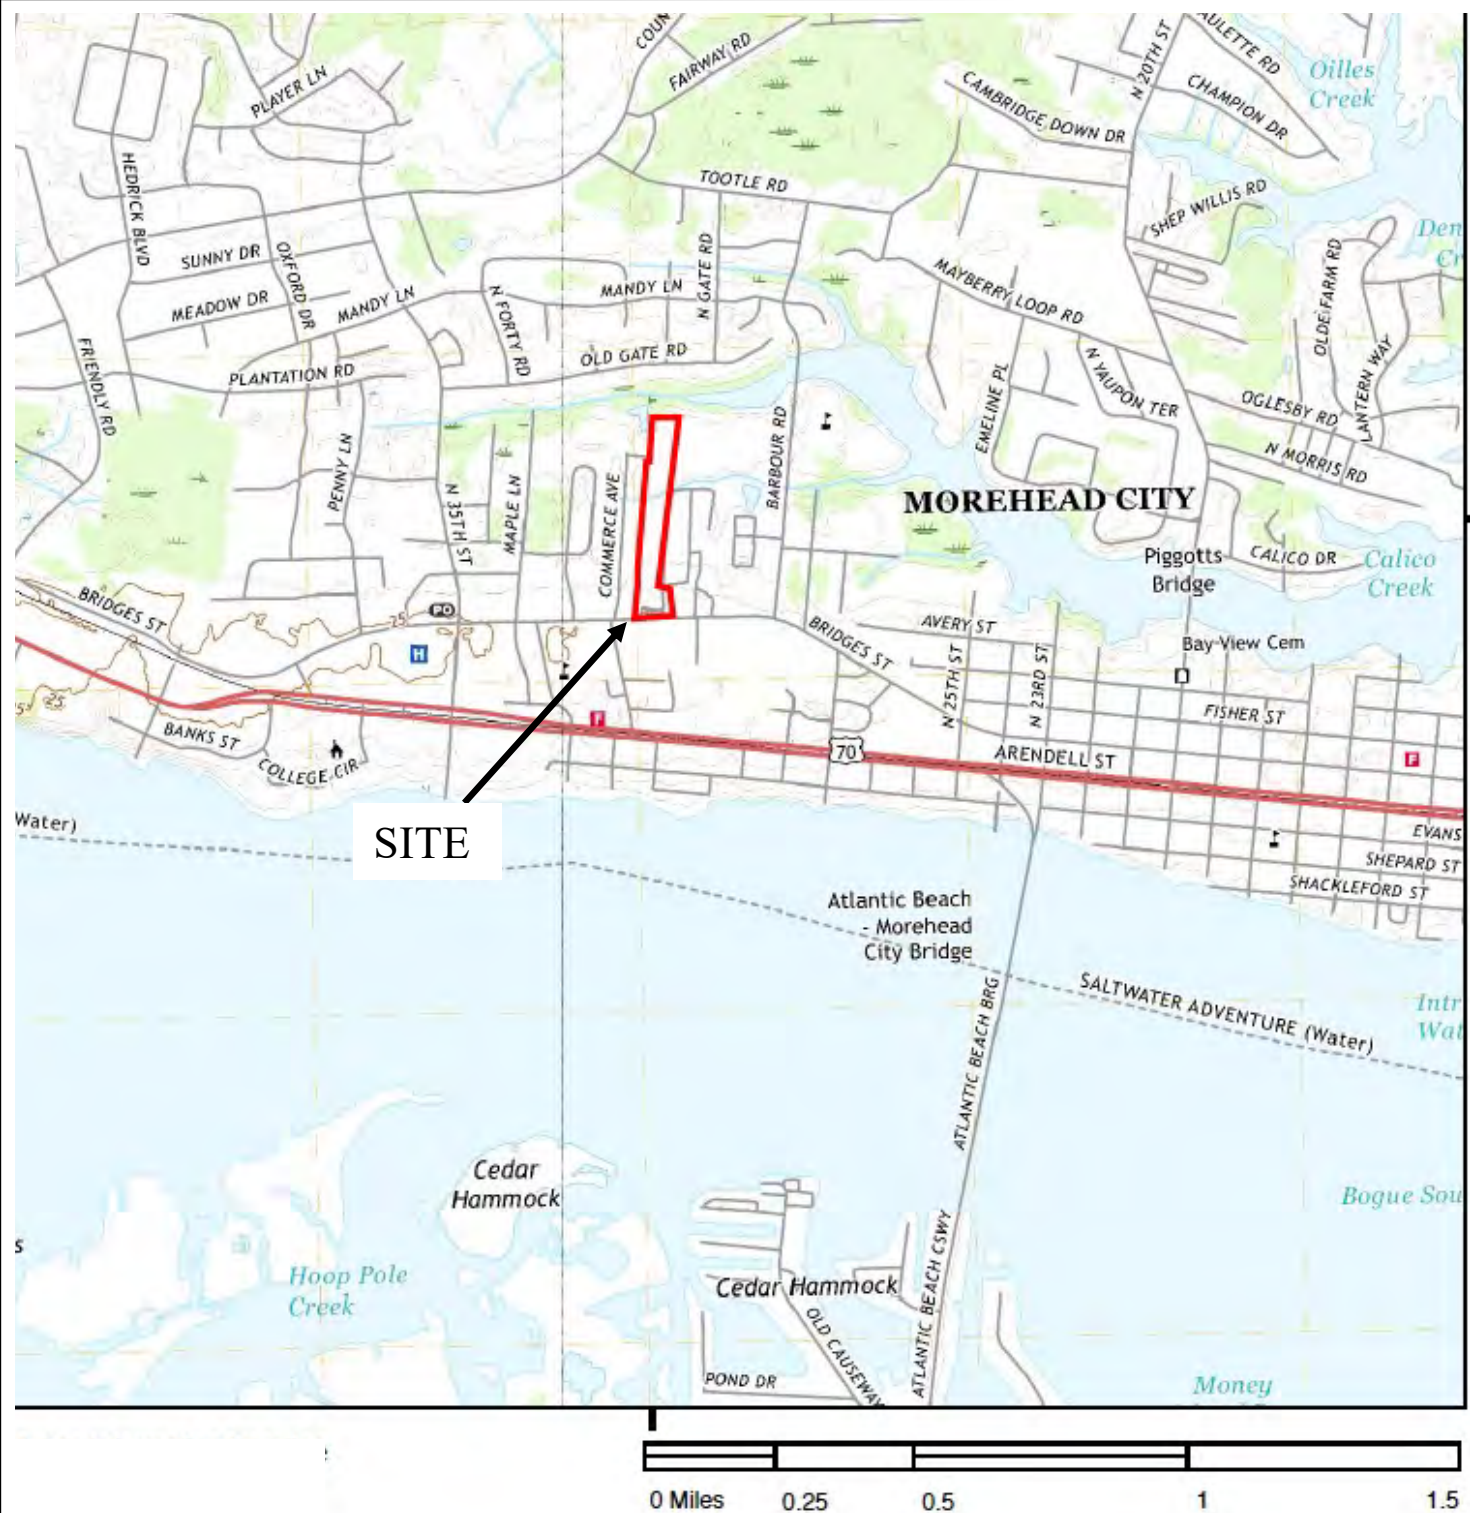 COUN
FAIRWAY RD
N 20TH ST
AULETTE RD
Oilles
Creek
PLAYER LN
CAMBRIDGE DOWN DR
CHAMPION DR
HEDRICK BLVD
TOOTLE RD
SHEP WILLIS RD
Den
Cr
SUNNY DR
OXFORD DR
N GATE RD
MAYBERRY LOOP RD
OLDE FARM RD
MEADOW DR
MANDY LN
N FORTY RD
MANDY LN
FRIENDLY RD
PLANTATION RD
OLD GATE RD
N YAUPON TER
LANTERN WAY
EMELINE PL
OGLESBY RD
BARBOUR RD
N MORRIS RD
PENNY LN
N 35TH ST
MAPLE LN
COMMERCE AVE
MOREHEAD CITY
Piggotts
Bridge
CALICO DR
Calico
Creek
BRIDGES ST
PO
25
H
BRIDGES ST
AVERY ST
Bay-View Cem
N 25TH ST
N 23RD ST
25
BANKS ST
COLLEGE CIR
F
70
ARENDELL ST
FISHER ST
F
Water)
SITE
EVANS
SHEPARD ST
SHACKLEFORD ST
Atlantic Beach
- Morehead
City Bridge
SALTWATER ADVENTURE (Water)
Intr
Wat
ATLANTIC BEACH BRG
Cedar
Hammock
Bogue Sou
s
Hoop Pole
Creek
Cedar Hammock
OLD CAUSEWAY
ATLANTIC BEACH CSWY
POND DR
Money
0 Miles 0.25 0.5 1 1.5